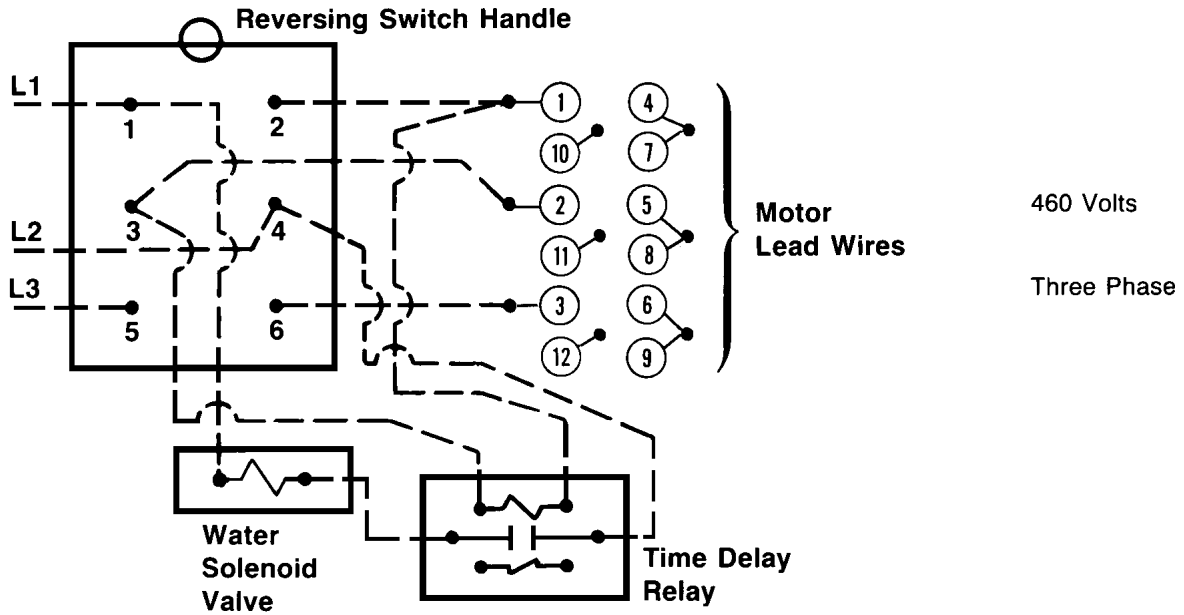 Reversing Switch Handle
L1
1
2
1
4
10
7
3
4
2
5
L2
11
8
Motor
Lead Wires
460 Volts
Three Phase
L3
5
6
3
6
12
9
Water
Solenoid
Valve
Time Delay
Relay